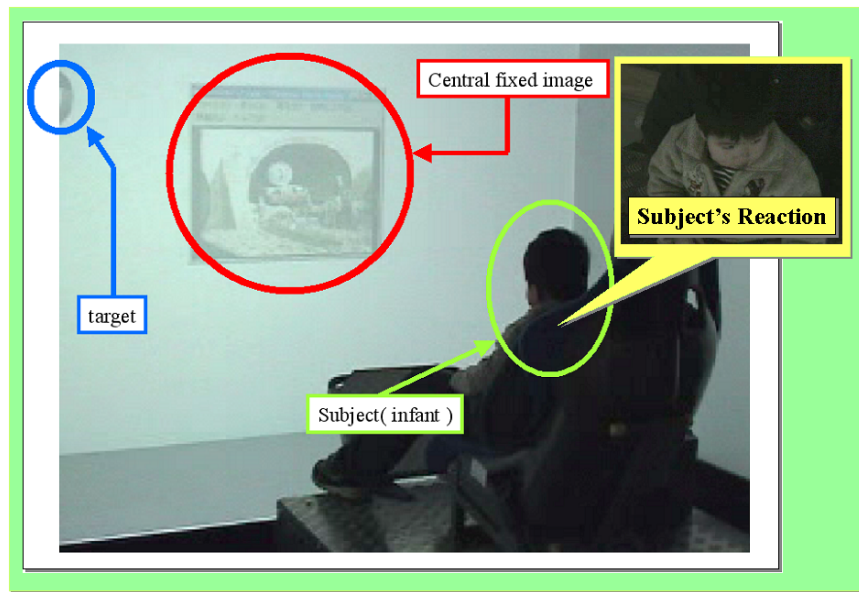 Central fixed image
Subject's Reaction
target
Subject( infant )